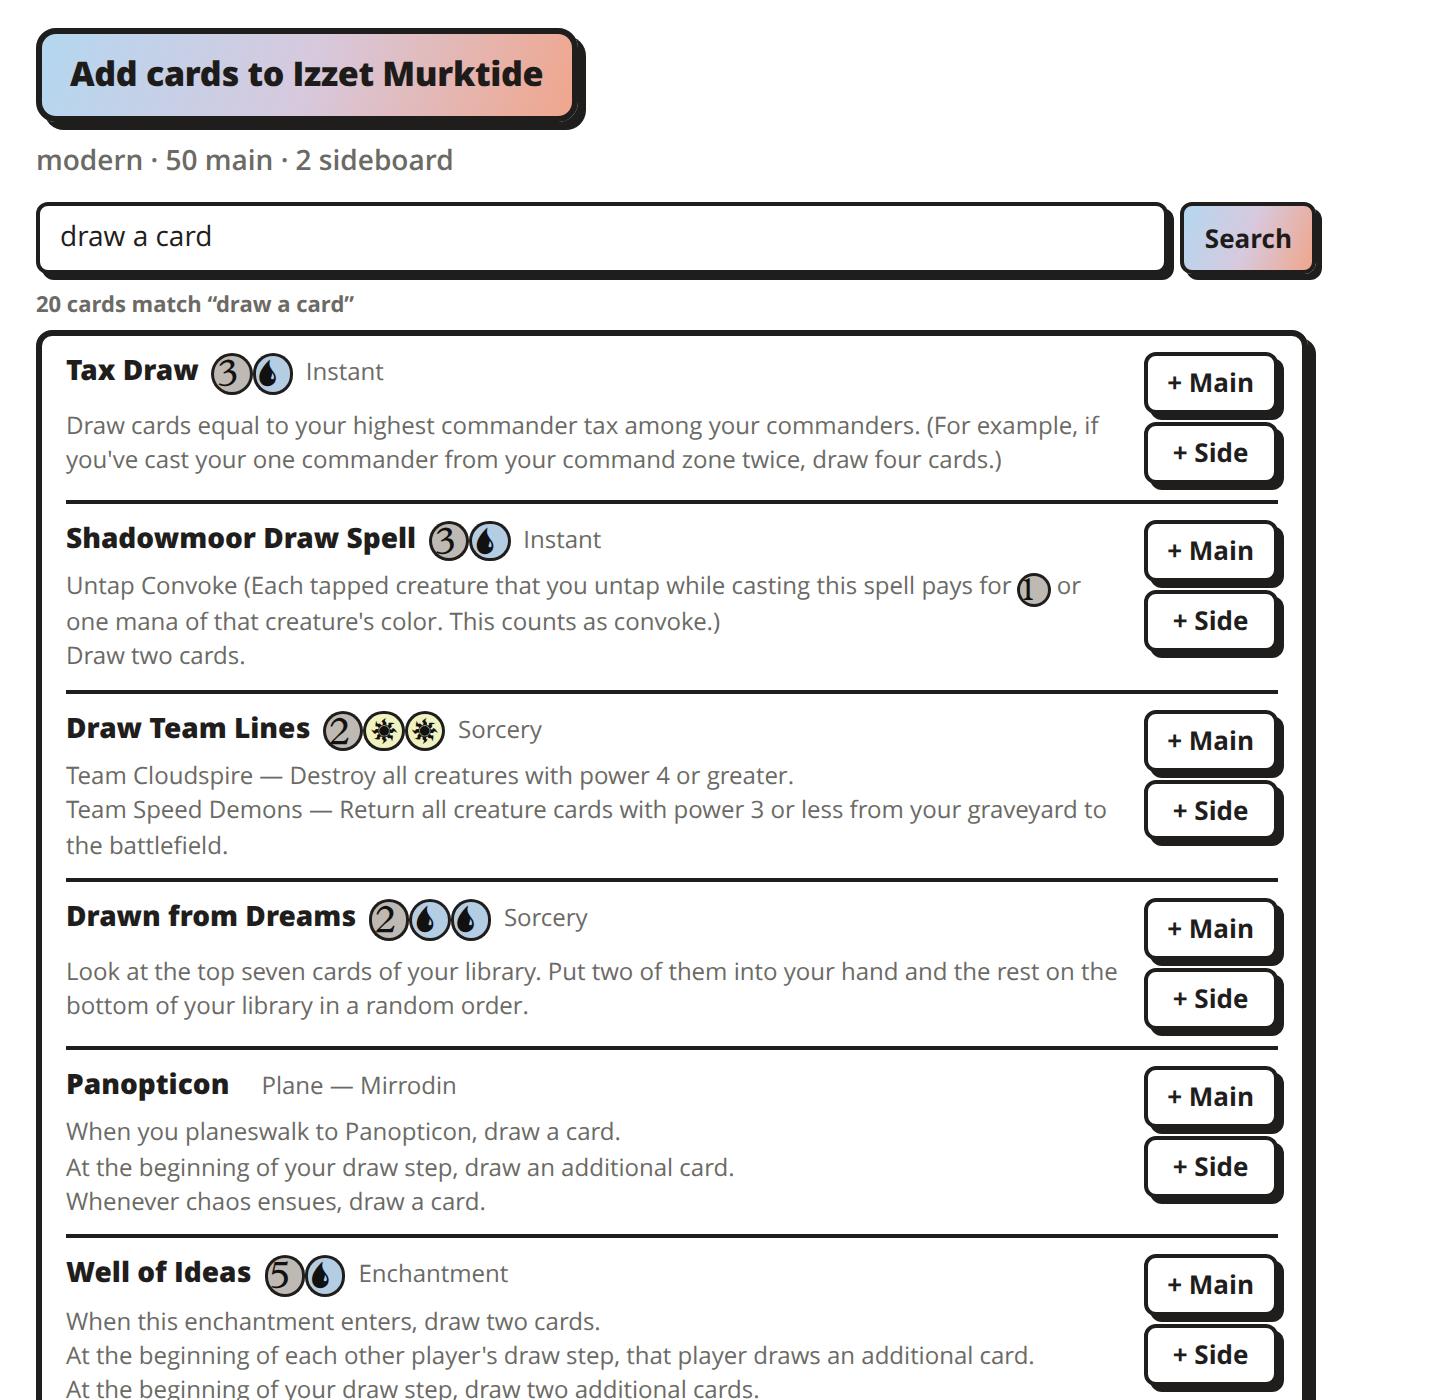 Add cards to Izzet Murktide
modern · 50 main · 2 sideboard
draw a card
Search
20 cards match “draw a card”
Tax Draw 3 Instant
+ Main
Draw cards equal to your highest commander tax among your commanders. (For example, if
you've cast your one commander from your command zone twice, draw four cards.)
+ Side
Shadowmoor Draw Spell 3 Instant
+ Main
Untap Convoke (Each tapped creature that you untap while casting this spell pays for 1 or
one mana of that creature's color. This counts as convoke.)
+ Side
Draw two cards.
Draw Team Lines 2 Sorcery
+ Main
Team Cloudspire — Destroy all creatures with power 4 or greater.
Team Speed Demons — Return all creature cards with power 3 or less from your graveyard to
+ Side
the battlefield.
Drawn from Dreams 2 Sorcery
+ Main
Look at the top seven cards of your library. Put two of them into your hand and the rest on the
bottom of your library in a random order.
+ Side
Panopticon Plane — Mirrodin
+ Main
When you planeswalk to Panopticon, draw a card.
At the beginning of your draw step, draw an additional card.
+ Side
Whenever chaos ensues, draw a card.
Well of Ideas 5 Enchantment
+ Main
When this enchantment enters, draw two cards.
At the beginning of each other player's draw step, that player draws an additional card.
+ Side
At the beginning of your draw step, draw two additional cards.